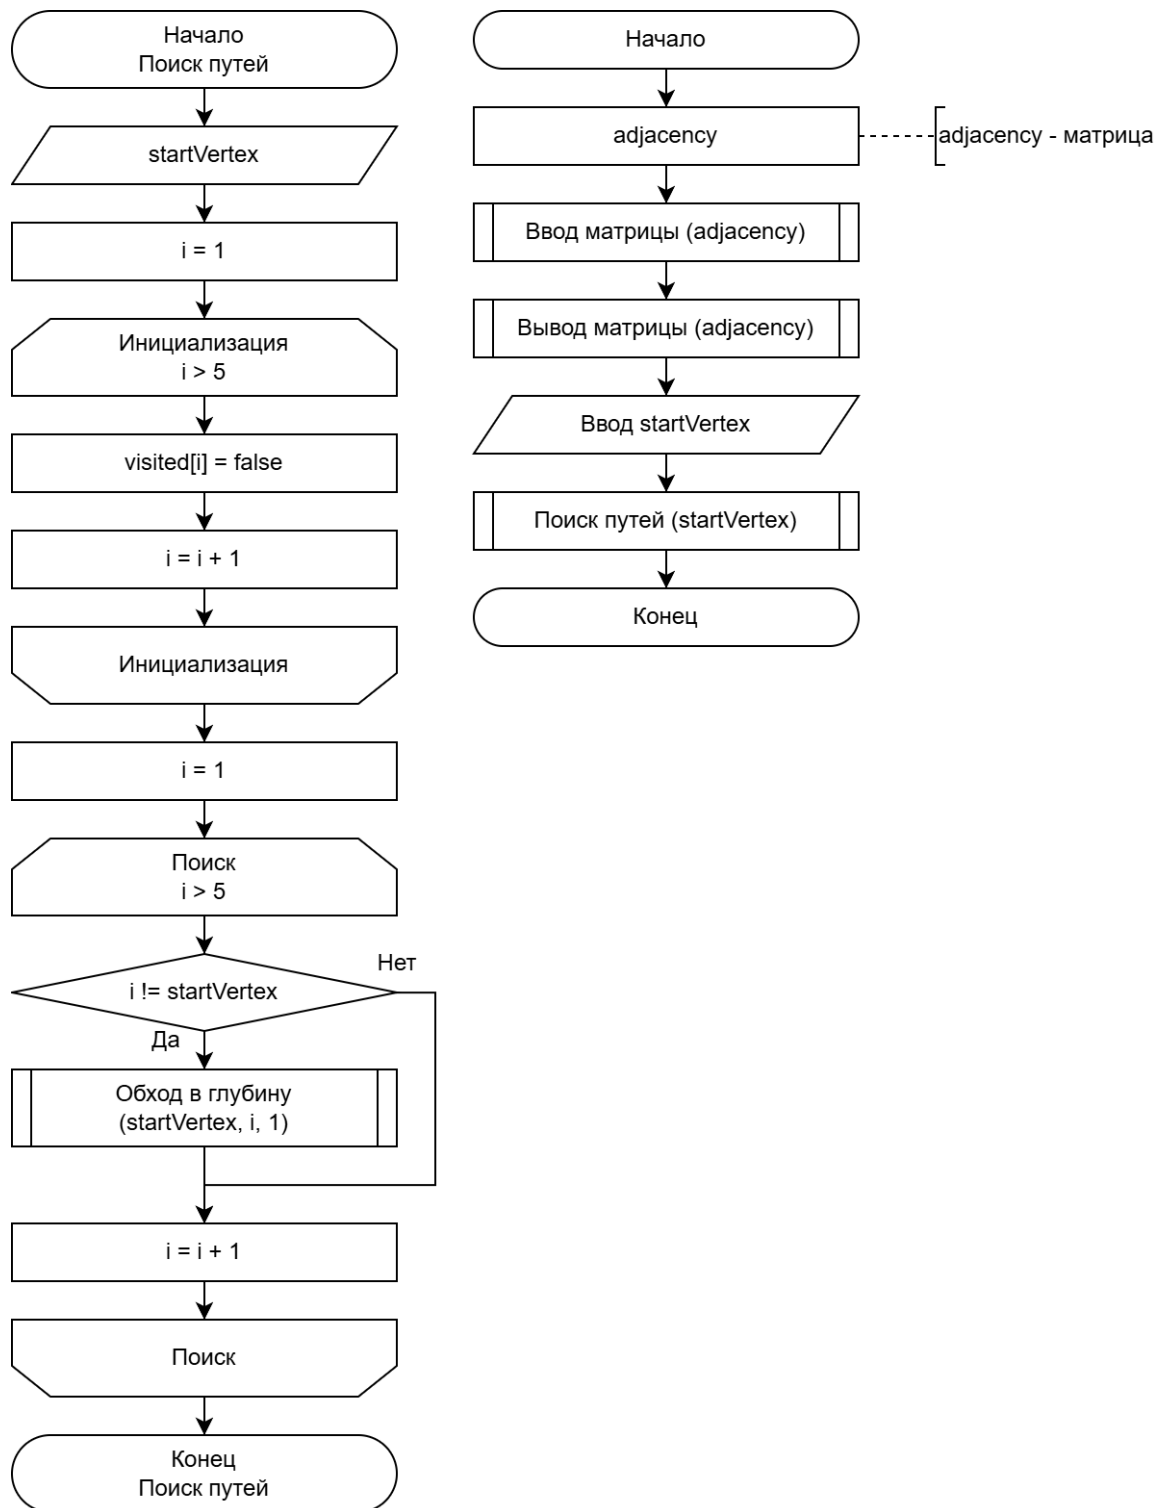 Начало
Поиск путей
startVertex
i = 1
Инициализация
i > 5
visited[i] = false
i = i + 1
Инициализация
i = 1
Поиск
i > 5
i != startVertex
Нет
Да
Обход в глубину
(startVertex, i, 1)
i = i + 1
Поиск
Конец
Поиск путей
Начало
adjacency
adjacency - матрица
Ввод матрицы (adjacency)
Вывод матрицы (adjacency)
Ввод startVertex
Поиск путей (startVertex)
Конец